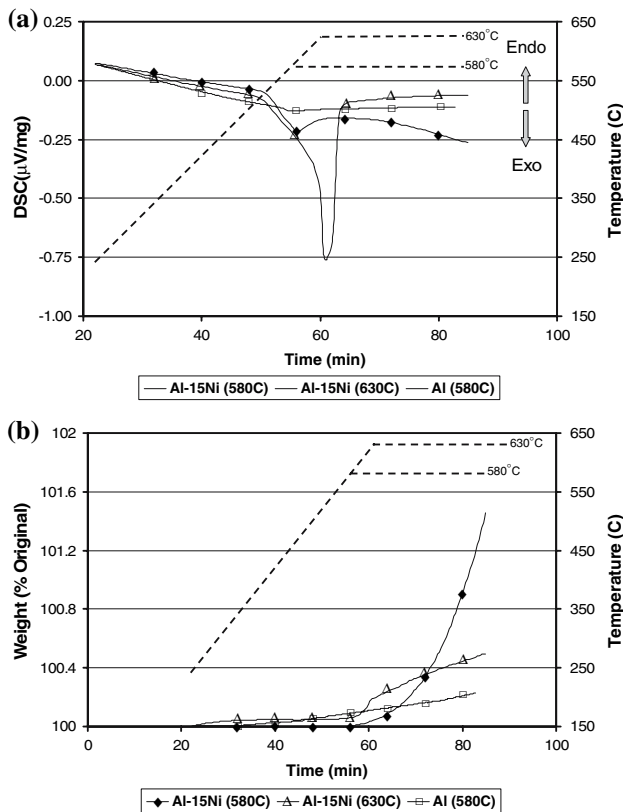 (a)
0.25
0.00
-0.25
-0.50
-0.75
-1.00
DSC(μV/mg)
650
550
450
350
250
150
Temperature (C)
630°C
580°C
Endo
Exo
20 40 60 80 100
Time (min)
Al-15Ni (580C) Al-15Ni (630C) Al (580C)
(b)
102
101.6
101.2
100.8
100.4
100
Weight (% Original)
650
550
450
350
250
150
Temperature (C)
630°C
580°C
0 20 40 60 80 100
Time (min)
Al-15Ni (580C) Al-15Ni (630C) Al (580C)